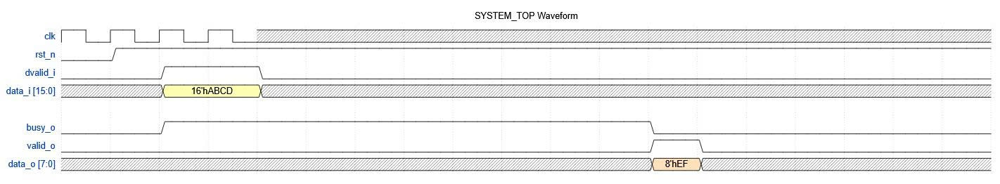 SYSTEM_TOP Waveform
clk
rst_n
dvalid_i
data_i [15:0] 16'hABCD
busy_o
valid_o
data_o [7:0] 8'hEF